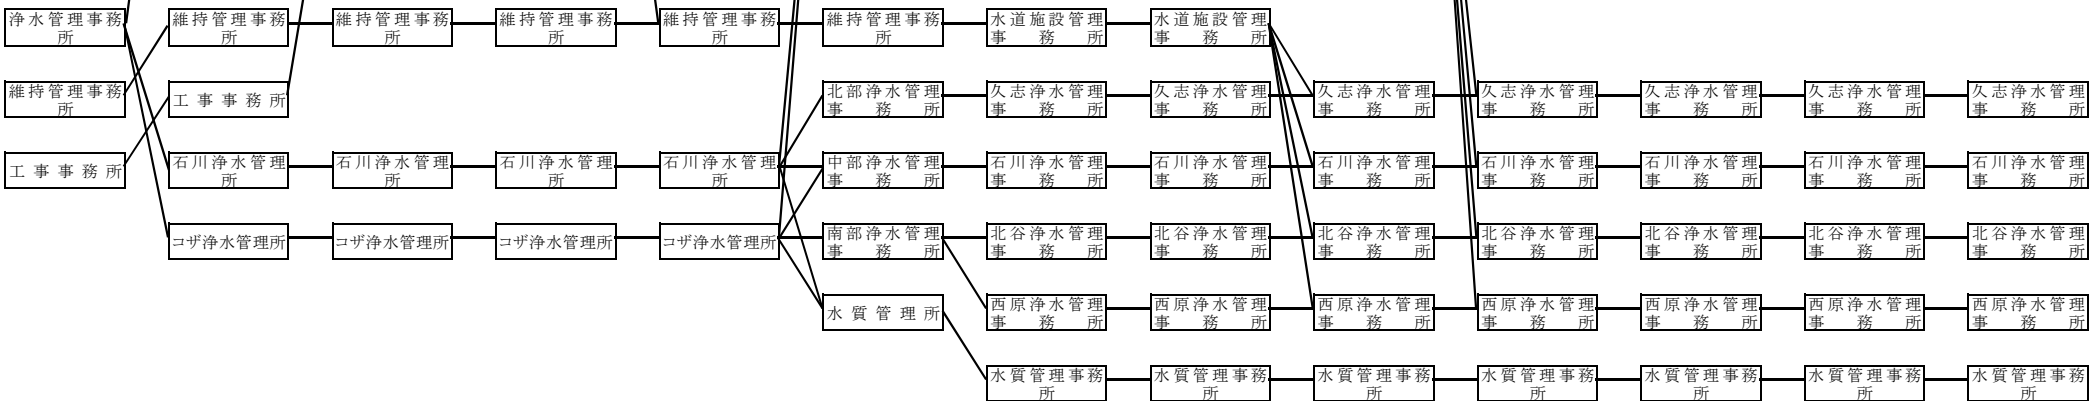 浄水管理事務
所
維持管理事務
所
維持管理事務
所
維持管理事務
所
維持管理事務
所
維持管理事務
所
水道施設管理
事務所
水道施設管理
事務所
維持管理事務
所
工事事務所
北部浄水管理
事務所
久志浄水管理
事務所
久志浄水管理
事務所
久志浄水管理
事務所
久志浄水管理
事務所
久志浄水管理
事務所
久志浄水管理
事務所
久志浄水管理
事務所
工事事務所
石川浄水管理
所
石川浄水管理
所
石川浄水管理
所
石川浄水管理
所
中部浄水管理
事務所
石川浄水管理
事務所
石川浄水管理
事務所
石川浄水管理
事務所
石川浄水管理
事務所
石川浄水管理
事務所
石川浄水管理
事務所
石川浄水管理
事務所
コザ浄水管理所
コザ浄水管理所
コザ浄水管理所
コザ浄水管理所
南部浄水管理
事務所
北谷浄水管理
事務所
北谷浄水管理
事務所
北谷浄水管理
事務所
北谷浄水管理
事務所
北谷浄水管理
事務所
北谷浄水管理
事務所
北谷浄水管理
事務所
水質管理所
西原浄水管理
事務所
西原浄水管理
事務所
西原浄水管理
事務所
西原浄水管理
事務所
西原浄水管理
事務所
西原浄水管理
事務所
西原浄水管理
事務所
水質管理事務
所
水質管理事務
所
水質管理事務
所
水質管理事務
所
水質管理事務
所
水質管理事務
所
水質管理事務
所